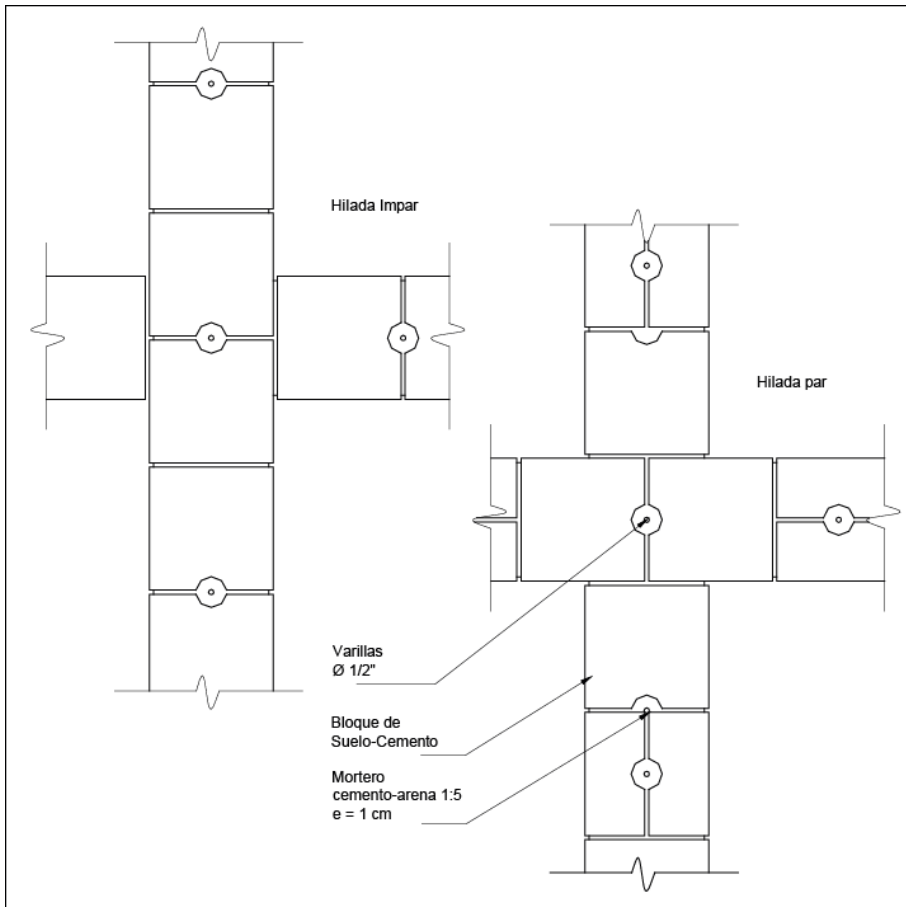 Hilada Impar
Hilada par
Varillas
Ø 1/2"
Bloque de
Suelo-Cemento
Mortero
cemento-arena 1:5
e = 1 cm